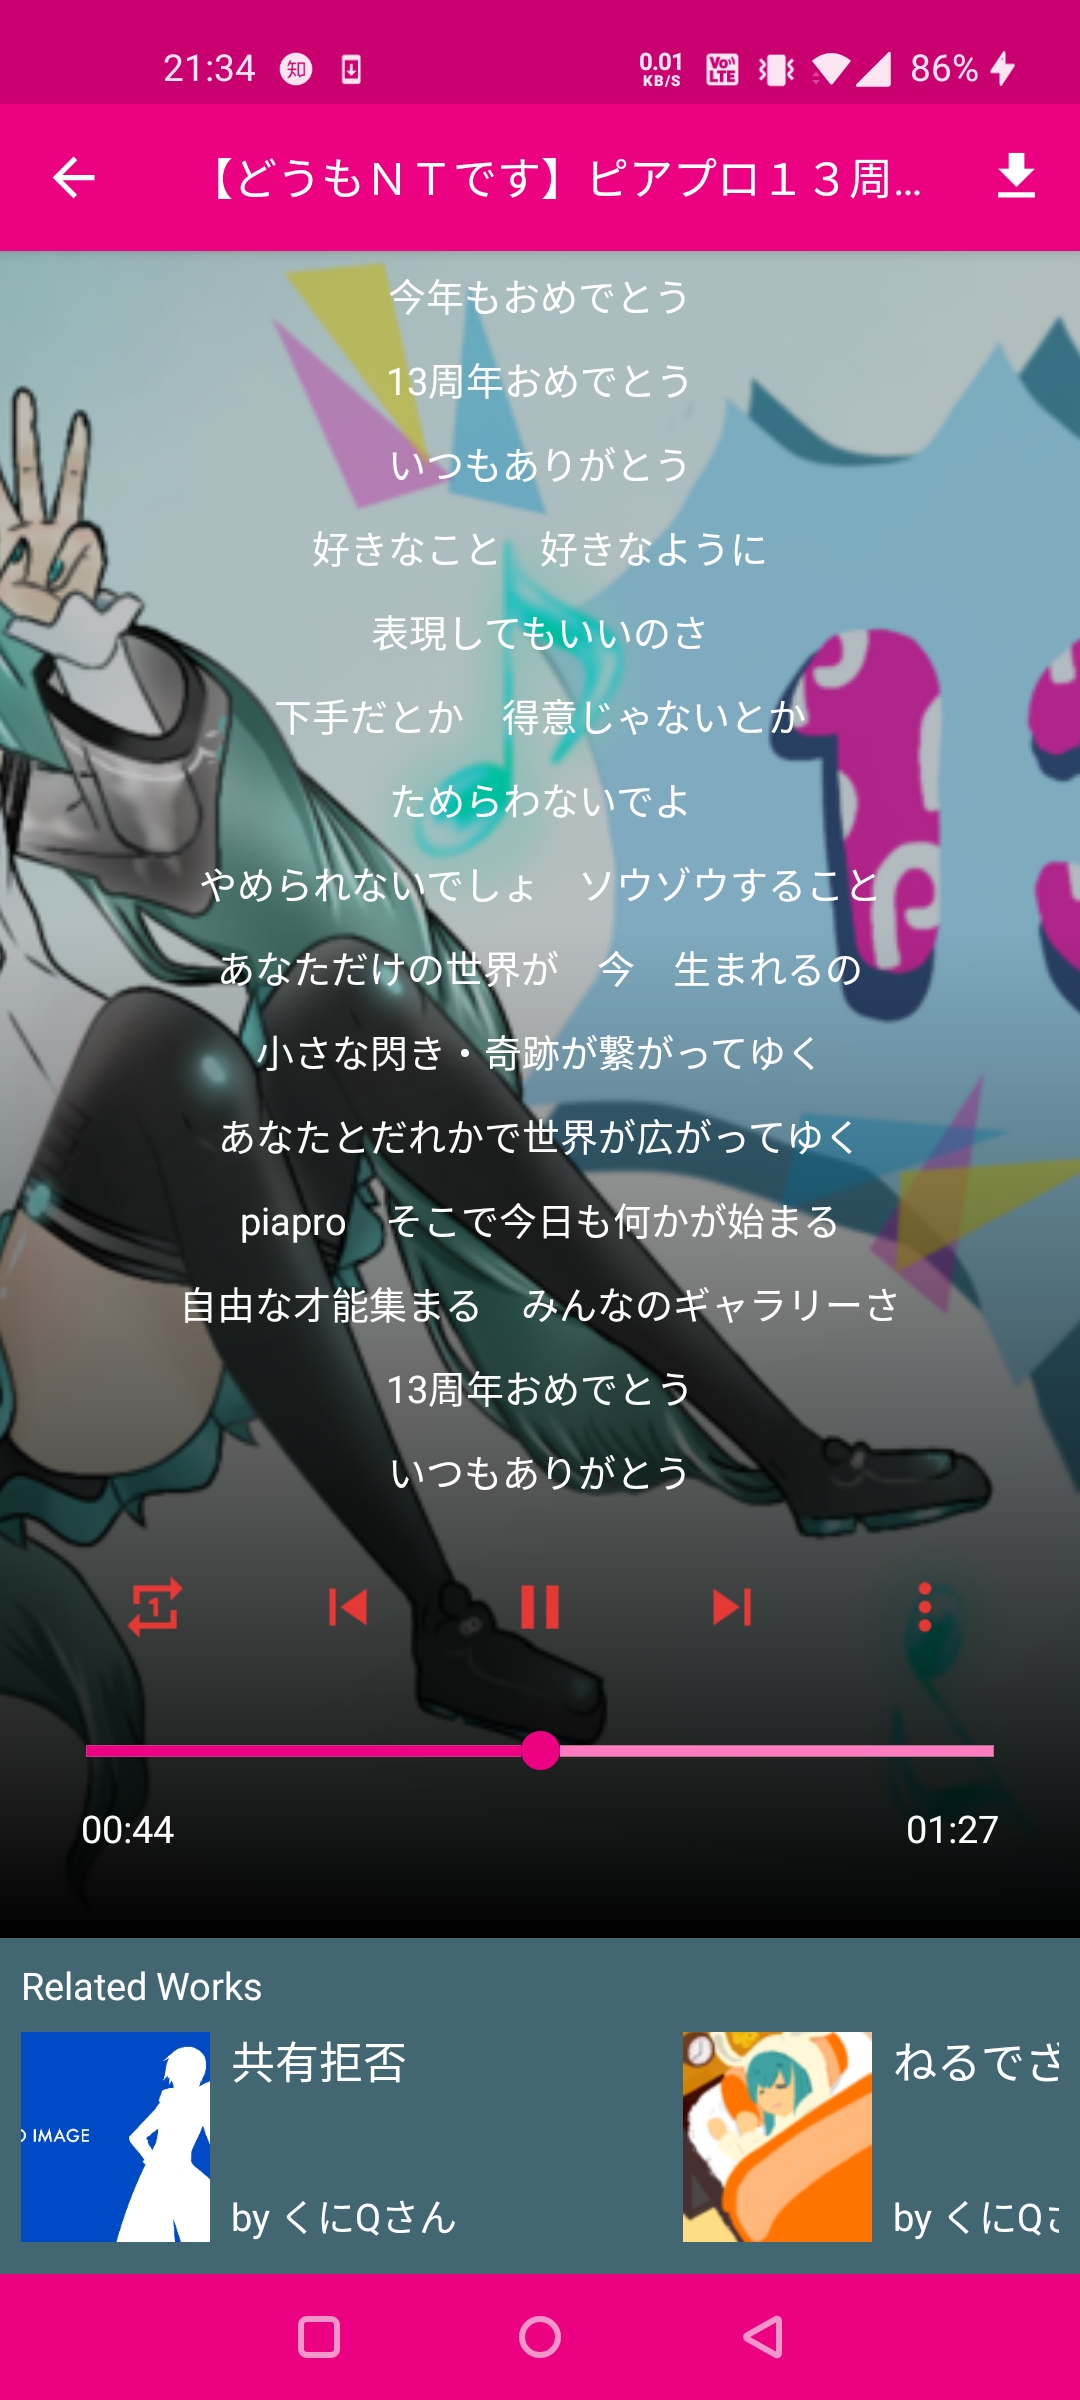 21:34 知 0.01 KB/S Vo LTE 86%
【どうもＮＴです】ピアプロ１３周...
今年もおめでとう
13周年おめでとう
いつもありがとう
好きなこと　好きなように
表現してもいいのさ
下手だとか　得意じゃないとか
ためらわないでよ
やめられないでしょ　ソウゾウすること
あなただけの世界が　今　生まれるの
小さな閃き・奇跡が繋がってゆく
あなたとだれかで世界が広がってゆく
piapro　そこで今日も何かが始まる
自由な才能集まる　みんなのギャラリーさ
13周年おめでとう
いつもありがとう
1
00:44 01:27
Related Works
共有拒否
IMAGE
by くにQさん
ねるでさ
by くにQさ